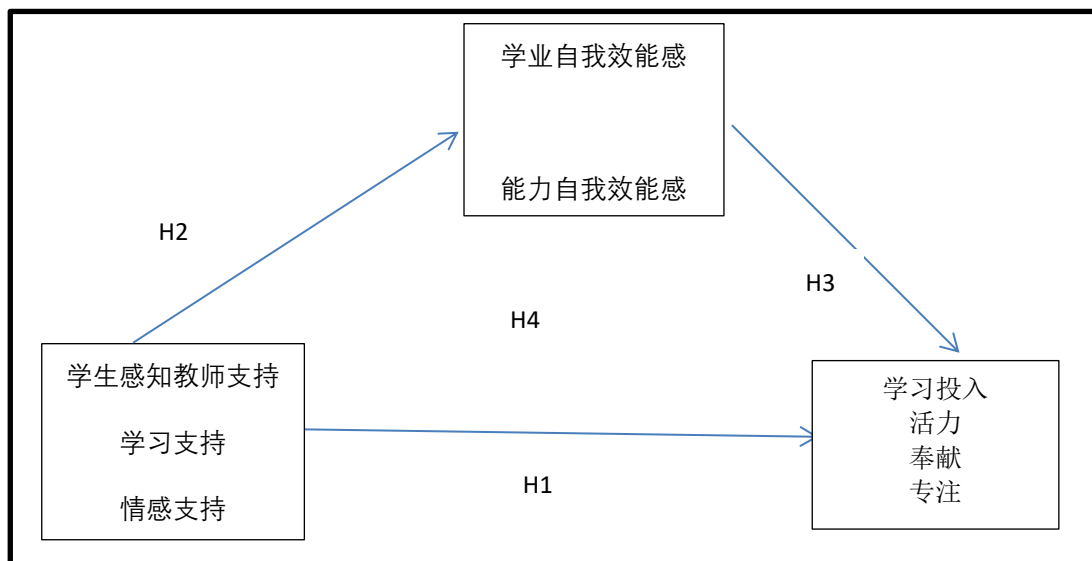 学业自我效能感
能力自我效能感
H2
H3
H4
学生感知教师支持
学习支持
情感支持
H1
学习投入
活力
奉献
专注